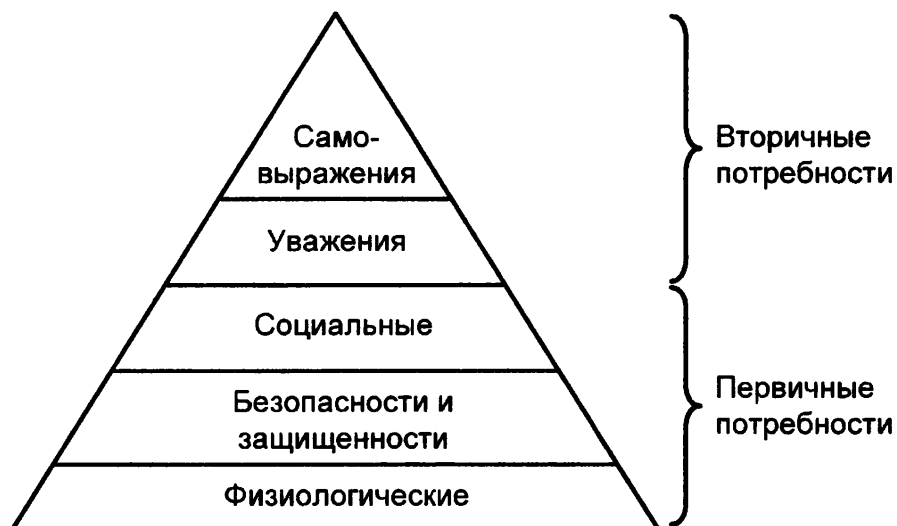 Само-
выражения
Уважения
Социальные
Безопасности и
защищенности
Физиологические
Вторичные
потребности
Первичные
потребности